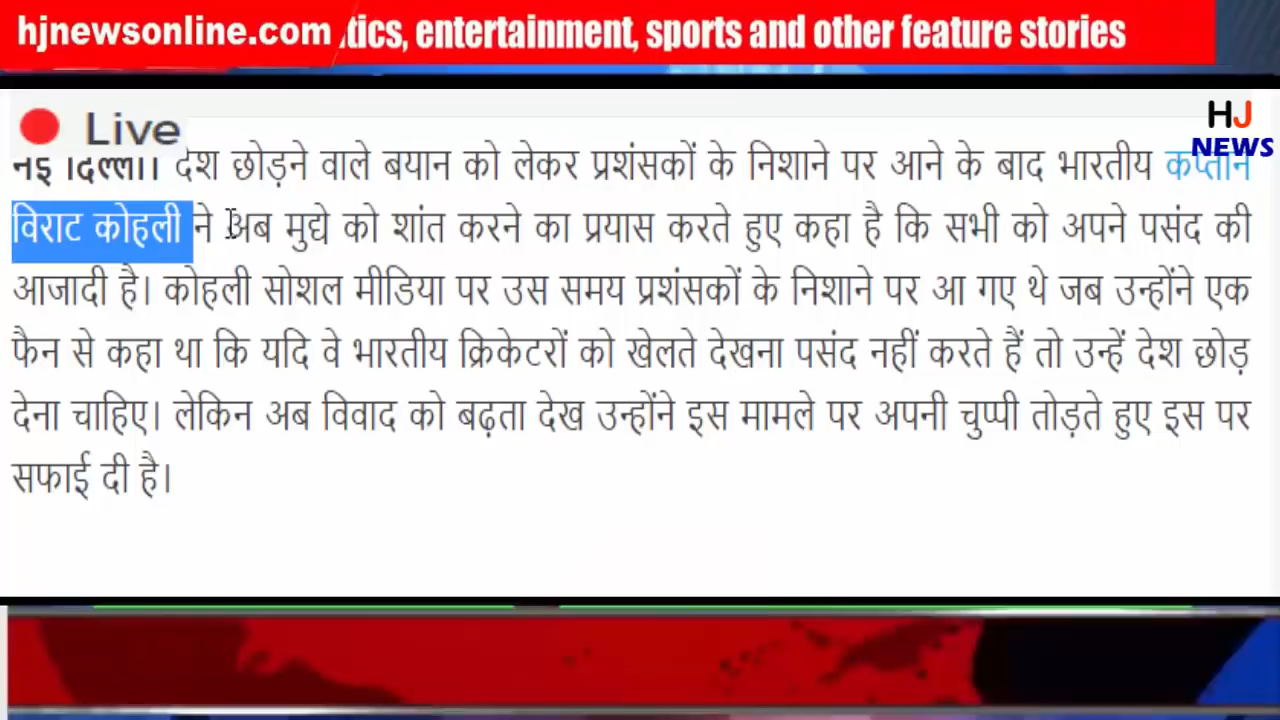 hjnewsonline.com tics, entertainment, sports and other feature stories
Live
HJ
NEWS
नई दिल्ली। देश छोड़ने वाले बयान को लेकर प्रशंसकों के निशाने पर आने के बाद भारतीय कप्तान
विराट कोहली ने अब मुद्दे को शांत करने का प्रयास करते हुए कहा है कि सभी को अपने पसंद की
आजादी है। कोहली सोशल मीडिया पर उस समय प्रशंसकों के निशाने पर आ गए थे जब उन्होंने एक
फैन से कहा था कि यदि वे भारतीय क्रिकेटरों को खेलते देखना पसंद नहीं करते हैं तो उन्हें देश छोड़
देना चाहिए। लेकिन अब विवाद को बढ़ता देख उन्होंने इस मामले पर अपनी चुप्पी तोड़ते हुए इस पर
सफाई दी है।